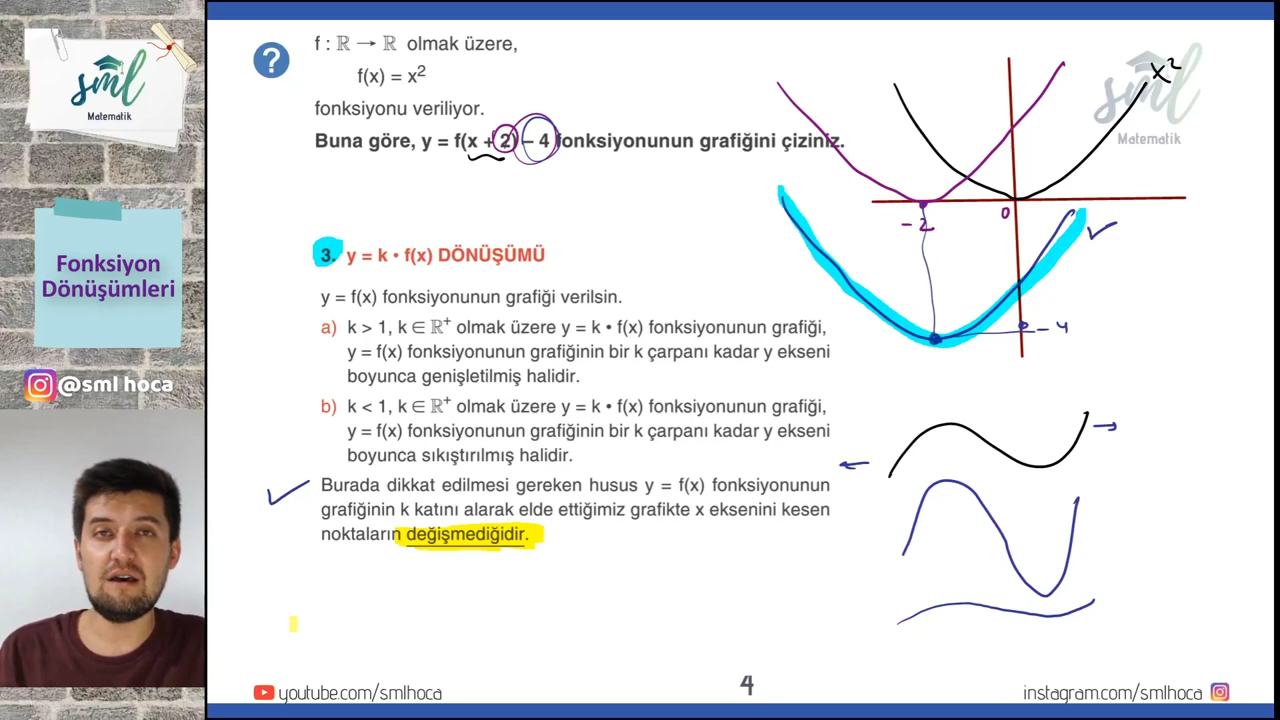 sml
Matematik
Fonksiyon
Dönüşümleri
@sml hoca
?
f : ℝ → ℝ olmak üzere,
f(x) = x²
fonksiyonu veriliyor.
Buna göre, y = f(x + 2) – 4 fonksiyonunun grafiğini çiziniz.
3. y = k • f(x) DÖNÜŞÜMÜ
y = f(x) fonksiyonunun grafiği verilsin.
a) k > 1, k ∈ ℝ⁺ olmak üzere y = k • f(x) fonksiyonunun grafiği,
y = f(x) fonksiyonunun grafiğinin bir k çarpanı kadar y ekseni
boyunca genişletilmiş halidir.
b) k < 1, k ∈ ℝ⁺ olmak üzere y = k • f(x) fonksiyonunun grafiği,
y = f(x) fonksiyonunun grafiğinin bir k çarpanı kadar y ekseni
boyunca sıkıştırılmış halidir.
Burada dikkat edilmesi gereken husus y = f(x) fonksiyonunun
grafiğinin k katını alarak elde ettiğimiz grafikte x eksenini kesen
noktaların değişmediğidir.
x²
sml
Matematik
-2
0
-4
youtube.com/smlhoca
4
instagram.com/smlhoca